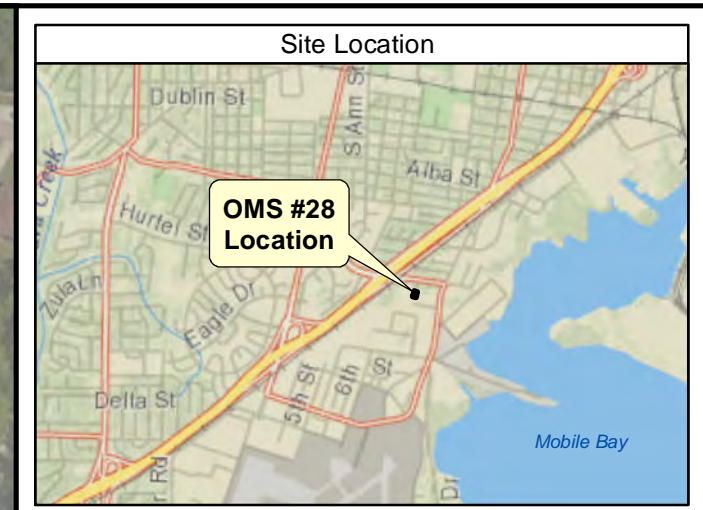 Site Location
Dublin St
S Ann St
Creek
Alba St
Hurtel St
OMS #28
Location
Zula Ln
Eagle Dr
5th St
6th St
Della St
Mobile Bay
r Rd
Dr